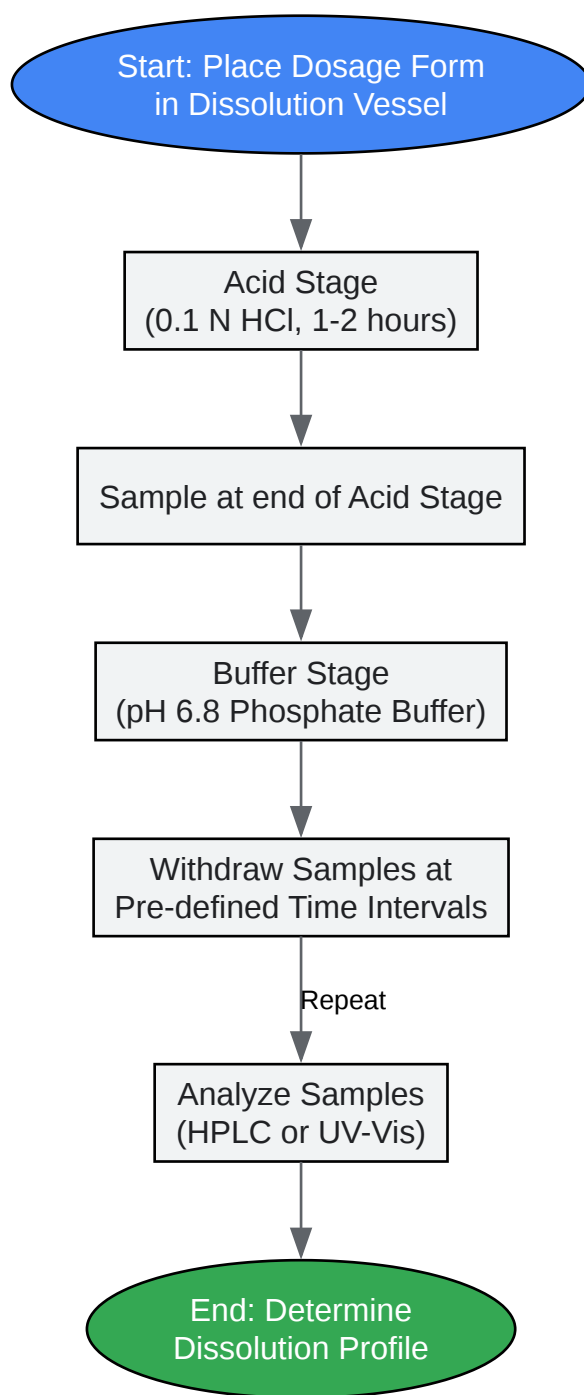 Start: Place Dosage Form
in Dissolution Vessel
Acid Stage
(0.1 N HCl, 1-2 hours)
Sample at end of Acid Stage
Buffer Stage
(pH 6.8 Phosphate Buffer)
Withdraw Samples at
Pre-defined Time Intervals
Repeat
Analyze Samples
(HPLC or UV-Vis)
End: Determine
Dissolution Profile